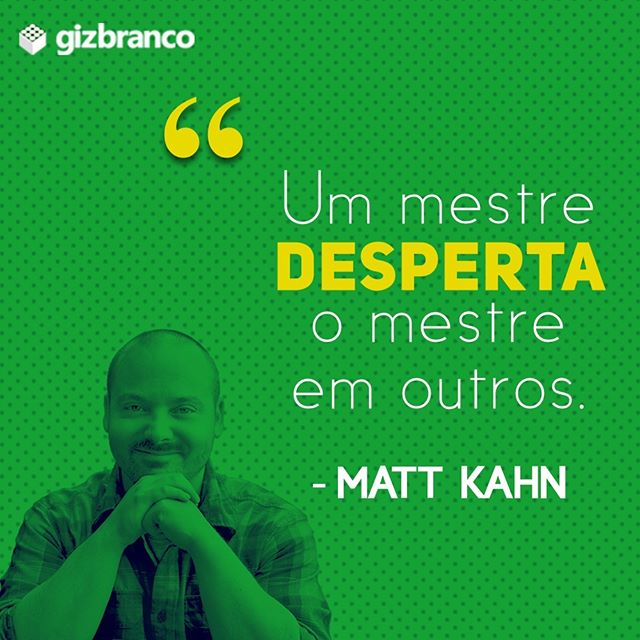 gizbranco
“
Um mestre
DESPERTA
o mestre
em outros.
- MATT KAHN